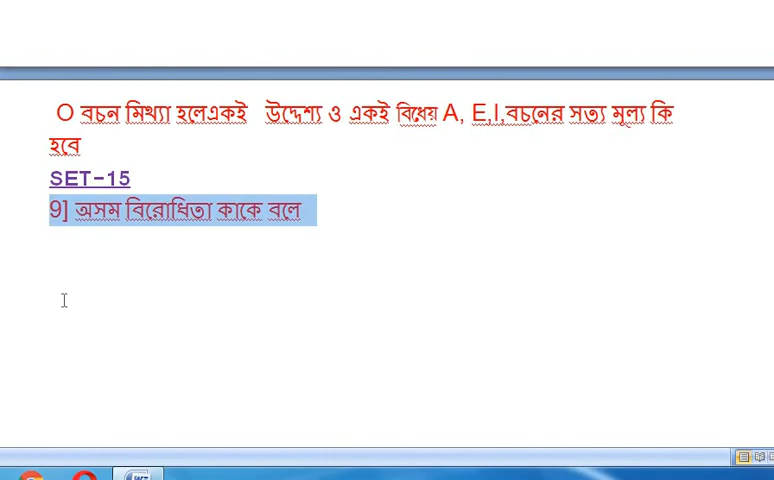 O বচন মিথ্যা হলেএকই উদ্দেশ্য ও একই বিধেয় A, E,I,বচনের সত্য মূল্য কি
হবে
SET-15
9] অসম বিরোধিতা কাকে বলে